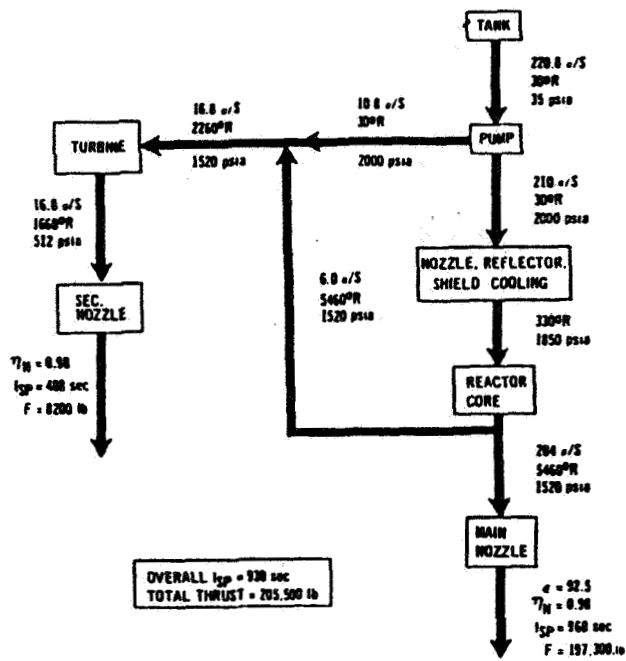 TANK
220.8 #/S
30°R
35 psia
PUMP
16.8 #/S
2260°R
1520 psia
10.8 #/S
30°R
2000 psia
TURBINE
210 #/S
30°R
2000 psia
16.8 #/S
1668°R
512 psia
NOZZLE, REFLECTOR,
SHIELD COOLING
6.0 #/S
5460°R
1520 psia
SEC.
NOZZLE
330°R
1850 psia
REACTOR
CORE
ηN = 0.98
ISP = 488 sec
F = 8200 lb
204 #/S
5460°R
1520 psia
MAIN
NOZZLE
OVERALL ISP = 930 sec
TOTAL THRUST = 205,500 lb
ε = 92.5
ηN = 0.98
ISP = 968 sec
F = 197,300 lb